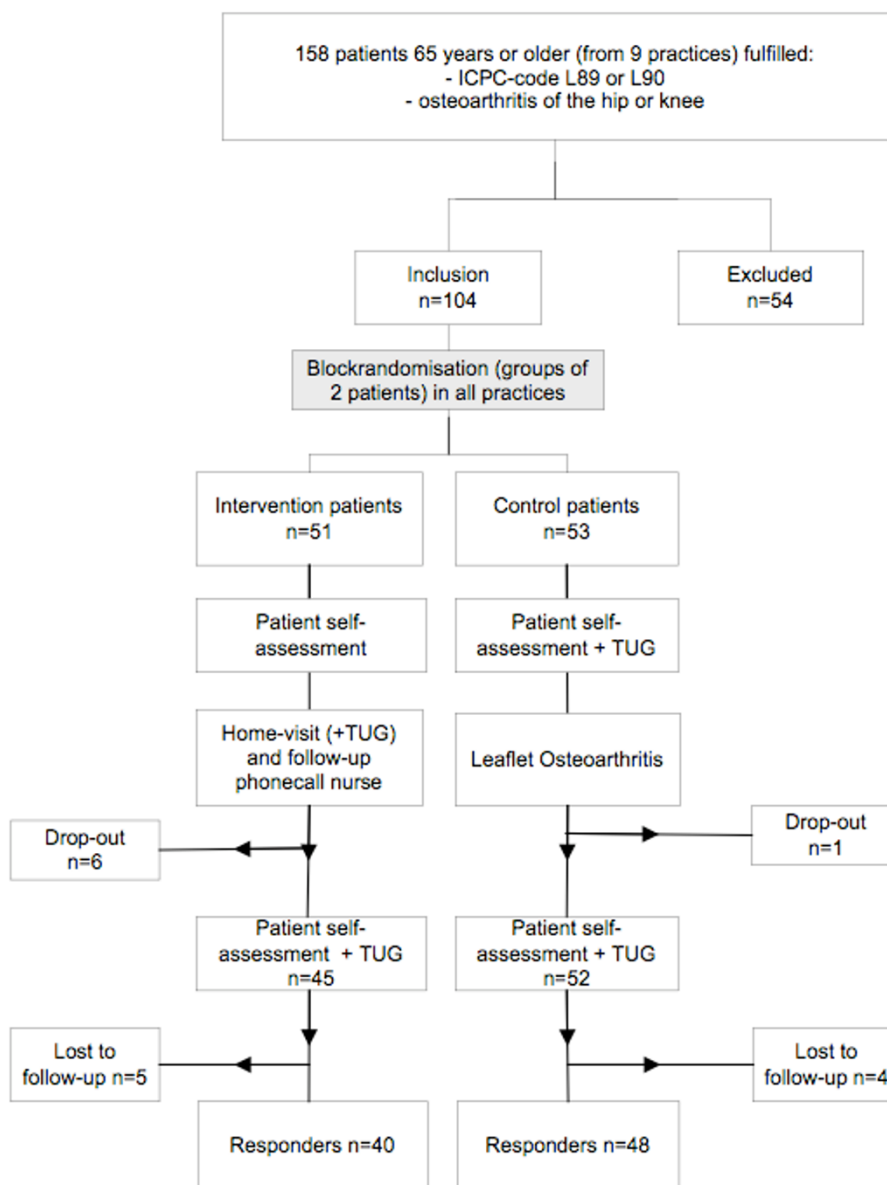 158 patients 65 years or older (from 9 practices) fulfilled:
- ICPC-code L89 or L90
- osteoarthritis of the hip or knee
Inclusion
n=104
Excluded
n=54
Blockrandomisation (groups of
2 patients) in all practices
Intervention patients
n=51
Control patients
n=53
Patient self-
assessment
Patient self-
assessment + TUG
Home-visit (+TUG)
and follow-up
phonecall nurse
Leaflet Osteoarthritis
Drop-out
n=6
Drop-out
n=1
Patient self-
assessment + TUG
n=45
Patient self-
assessment + TUG
n=52
Lost to
follow-up n=5
Lost to
follow-up n=4
Responders n=40
Responders n=48